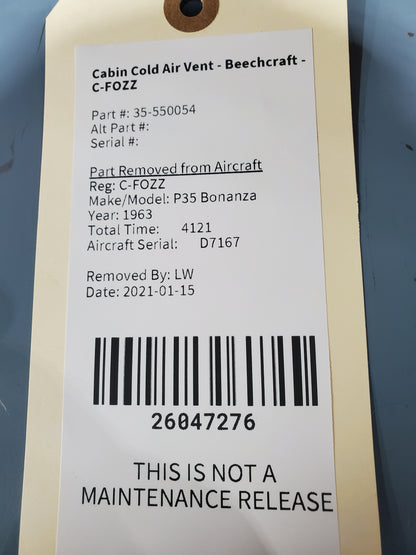 Cabin Cold Air Vent - Beechcraft -
C-FOZZ
Part #: 35-550054
Alt Part #:
Serial #:
Part Removed from Aircraft
Reg: C-FOZZ
Make/Model: P35 Bonanza
Year: 1963
Total Time: 4121
Aircraft Serial: D7167
Removed By: LW
Date: 2021-01-15
26047276
THIS IS NOT A
MAINTENANCE RELEASE